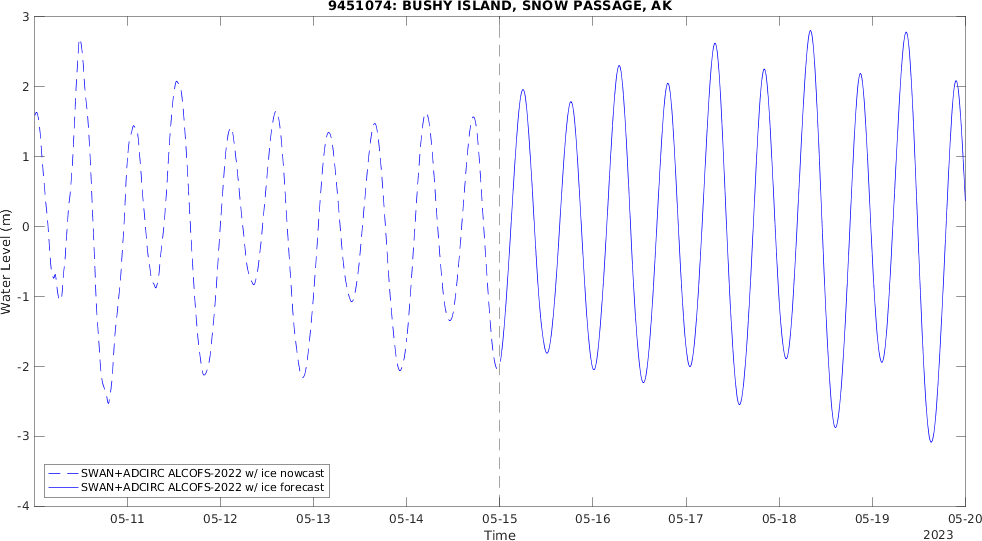 9451074: BUSHY ISLAND, SNOW PASSAGE, AK
3
2
1
0
-1
-2
-3
-4
Water Level (m)
SWAN+ADCIRC ALCOFS-2022 w/ ice nowcast
SWAN+ADCIRC ALCOFS-2022 w/ ice forecast
05-11 05-12 05-13 05-14 05-15 05-16 05-17 05-18 05-19 05-20
Time
2023